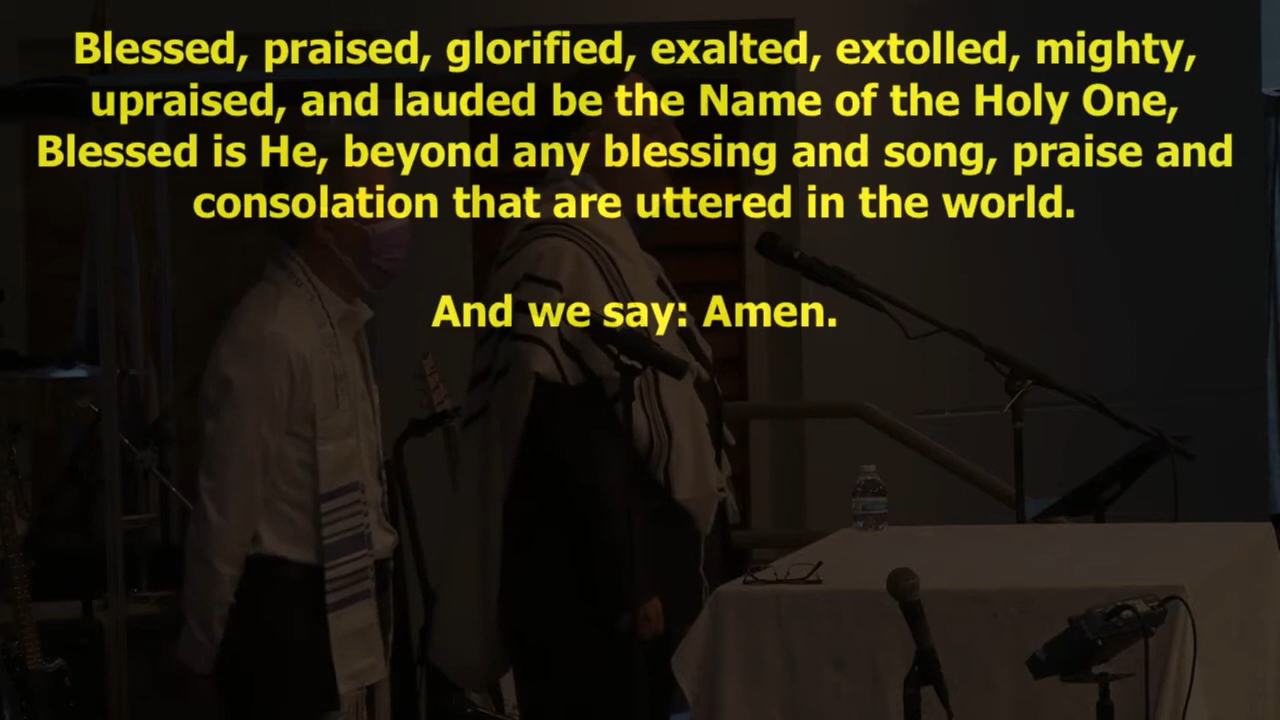 Blessed, praised, glorified, exalted, extolled, mighty,
upraised, and lauded be the Name of the Holy One,
Blessed is He, beyond any blessing and song, praise and
consolation that are uttered in the world.
And we say: Amen.